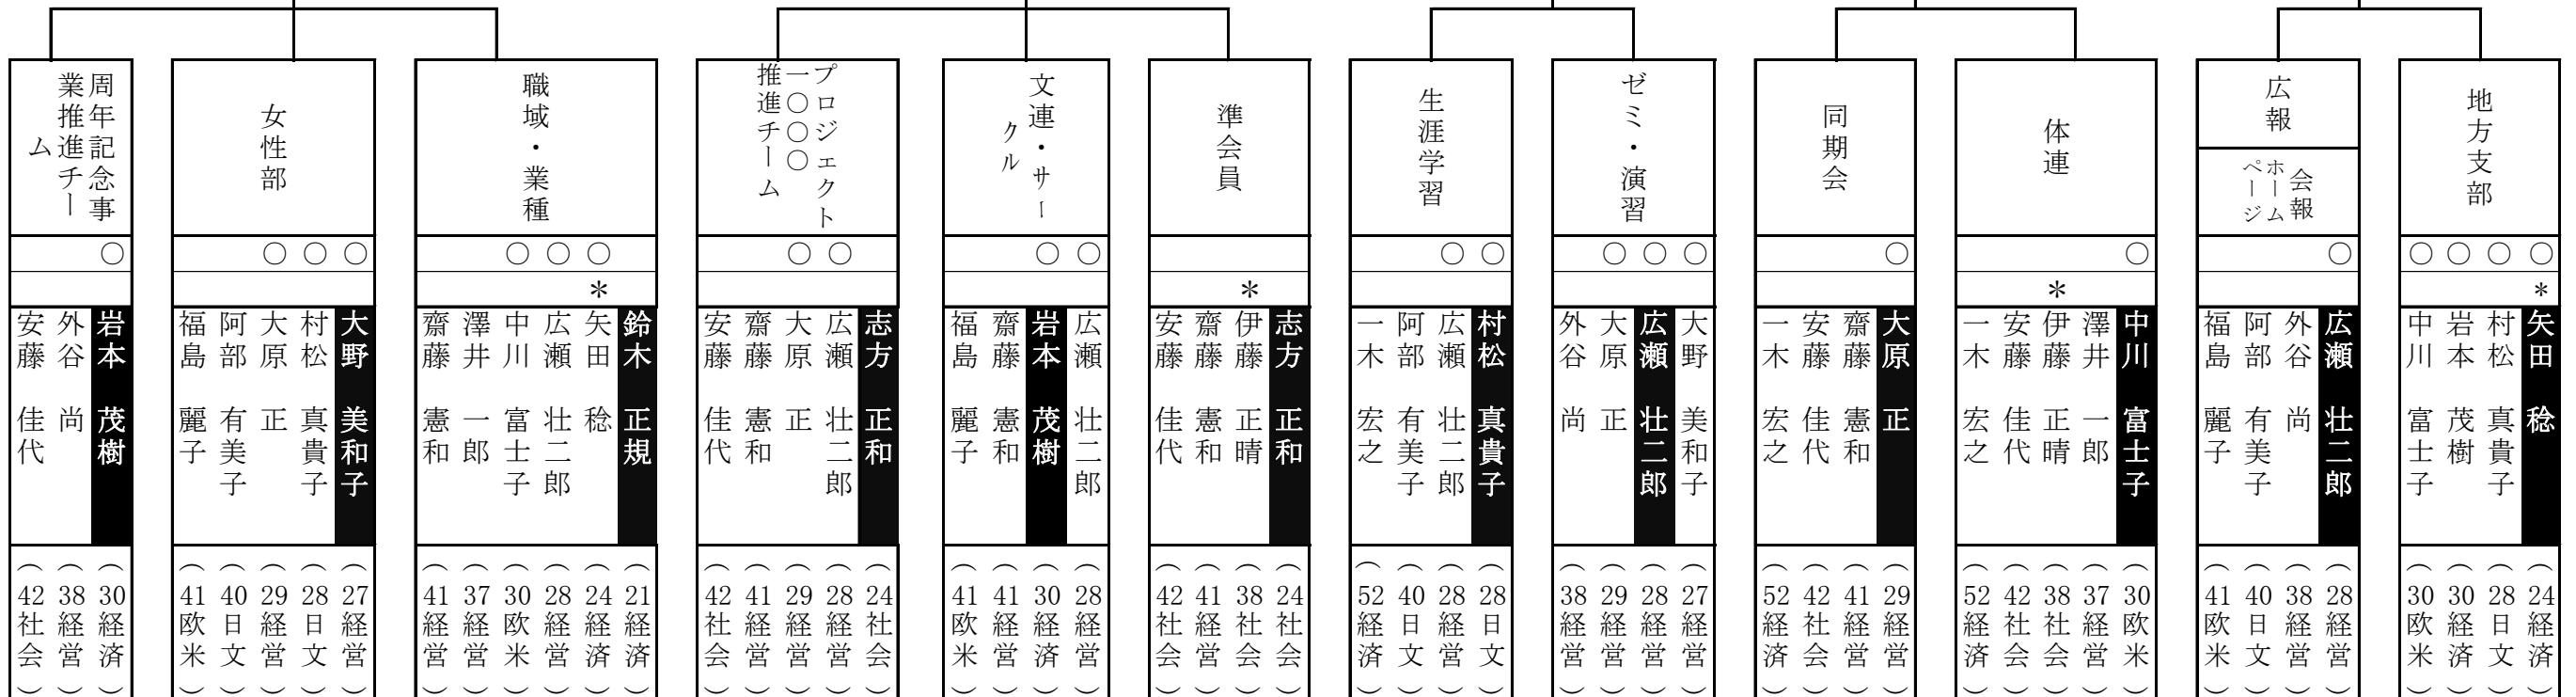 地方支部
○○○○
*
矢田 稔
村松 真貴子
岩本 茂樹
中川 富士子
（24経済）
（28日文）
（30経済）
（30欧米）
広報
会報
ホームページ
○
広瀬 壮二郎
外谷 尚
阿部 有美子
福島 麗子
（28経営）
（38経営）
（40日文）
（41欧米）
体連
○
*
中川 富士子
澤井 一郎
伊藤 正晴
安藤 佳代
一木 宏之
（30欧米）
（37経営）
（38社会）
（42社会）
（52経済）
同期会
○
大原 正
齋藤 憲和
安藤 佳代
一木 宏之
（29経営）
（41経営）
（42社会）
（52経済）
ゼミ・演習
○○○
大野 美和子
広瀬 壮二郎
大原 正
外谷 尚
（27経営）
（28経営）
（29経営）
（38経営）
生涯学習
○○
村松 真貴子
広瀬 壮二郎
阿部 有美子
一木 宏之
（28日文）
（28経営）
（40日文）
（52経済）
準会員
*
志方 正和
伊藤 正晴
齋藤 憲和
安藤 佳代
（24社会）
（38社会）
（41経営）
（42社会）
文連・サー
クル
○○
広瀬 壮二郎
岩本 茂樹
齋藤 憲和
福島 麗子
（28経営）
（30経済）
（41経営）
（41欧米）
プロジェクト
一〇〇〇
推進チーム
○○
志方 正和
広瀬 壮二郎
大原 正
齋藤 憲和
安藤 佳代
（24社会）
（28経営）
（29経営）
（41経営）
（42社会）
職域・業種
○○○
*
鈴木 正規
矢田 稔
広瀬 壮二郎
中川 富士子
澤井 一郎
齋藤 憲和
（21経済）
（24経済）
（28経営）
（30欧米）
（37経営）
（41経営）
女性部
○○○
大野 美和子
村松 真貴子
大原 正
阿部 有美子
福島 麗子
（27経営）
（28日文）
（29経営）
（40日文）
（41欧米）
周年記念事
業推進チー
ム
○
岩本 茂樹
外谷 尚
安藤 佳代
（30経済）
（38経営）
（42社会）